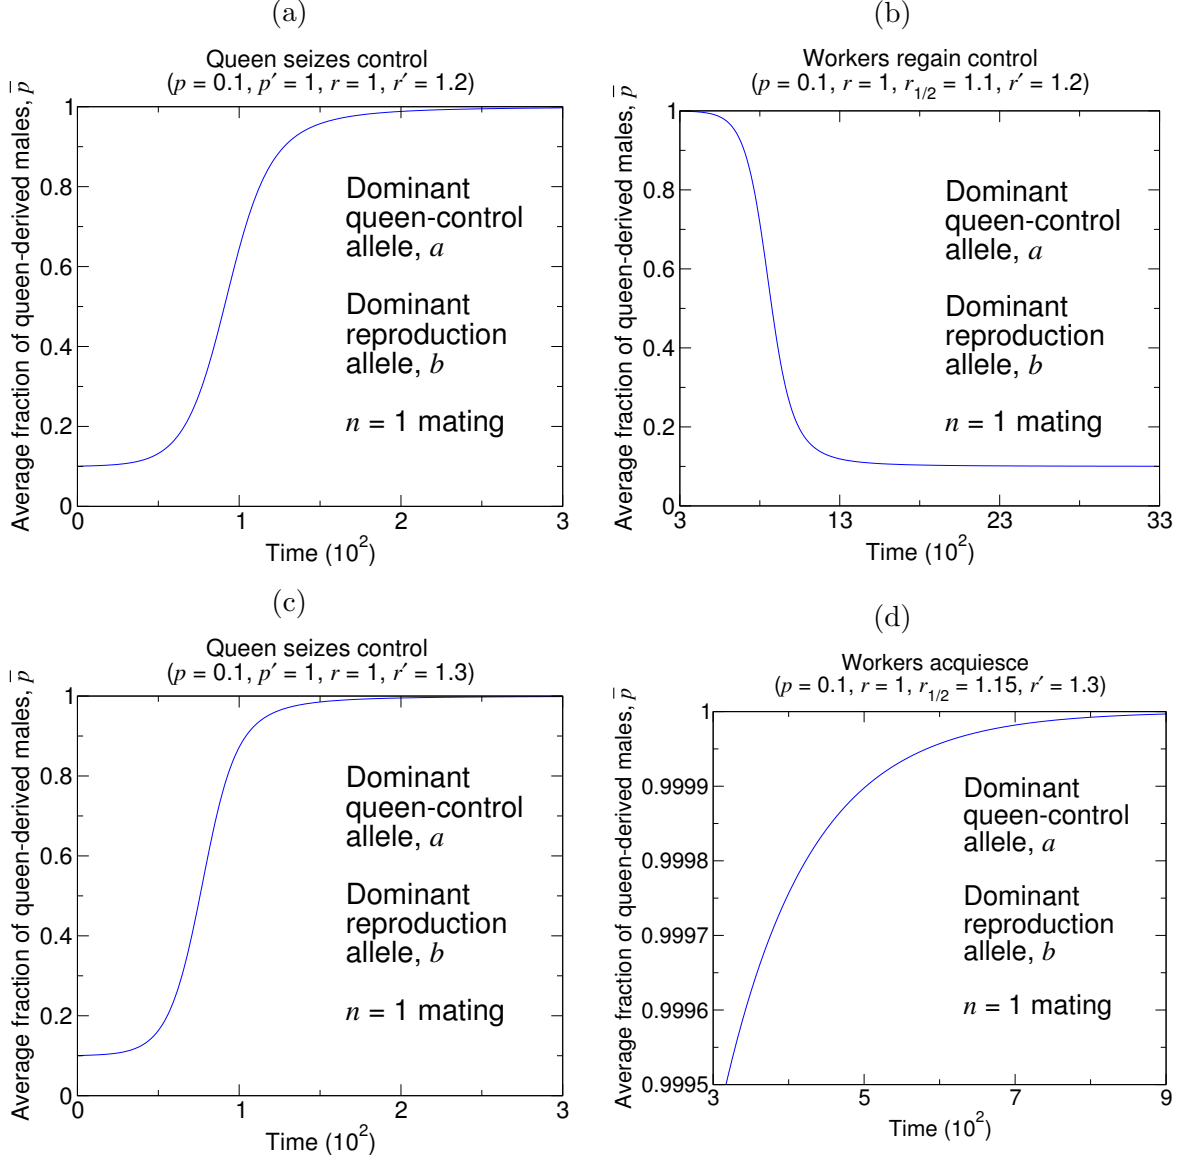 (a)
Queen seizes control
(p = 0.1, p′ = 1, r = 1, r′ = 1.2)
Average fraction of queen-derived males, p̅
1
0.8
0.6
0.4
0.2
0
Dominant
queen-control
allele, a
Dominant
reproduction
allele, b
n = 1 mating
0 1 2 3
Time (10²)
(b)
Workers regain control
(p = 0.1, r = 1, r₁/₂ = 1.1, r′ = 1.2)
Average fraction of queen-derived males, p̅
1
0.8
0.6
0.4
0.2
0
Dominant
queen-control
allele, a
Dominant
reproduction
allele, b
n = 1 mating
3 13 23 33
Time (10²)
(c)
Queen seizes control
(p = 0.1, p′ = 1, r = 1, r′ = 1.3)
Average fraction of queen-derived males, p̅
1
0.8
0.6
0.4
0.2
0
Dominant
queen-control
allele, a
Dominant
reproduction
allele, b
n = 1 mating
0 1 2 3
Time (10²)
(d)
Workers acquiesce
(p = 0.1, r = 1, r₁/₂ = 1.15, r′ = 1.3)
Average fraction of queen-derived males, p̅
1
0.9999
0.9998
0.9997
0.9996
0.9995
Dominant
queen-control
allele, a
Dominant
reproduction
allele, b
n = 1 mating
3 5 7 9
Time (10²)